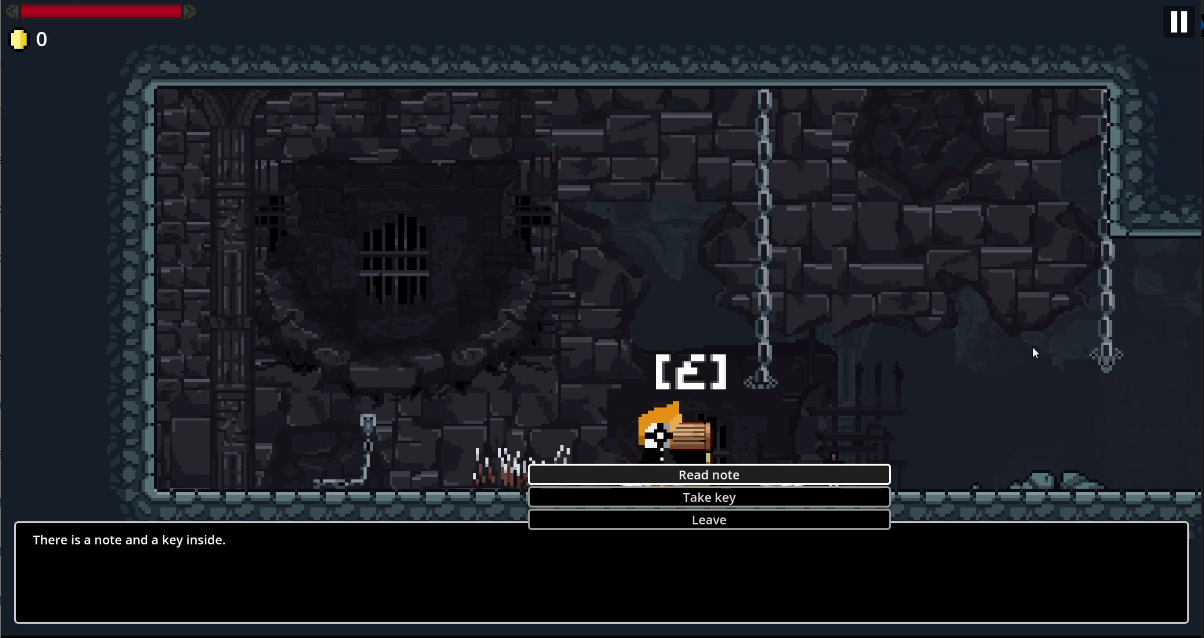 0
[E]
Read note
Take key
Leave
There is a note and a key inside.